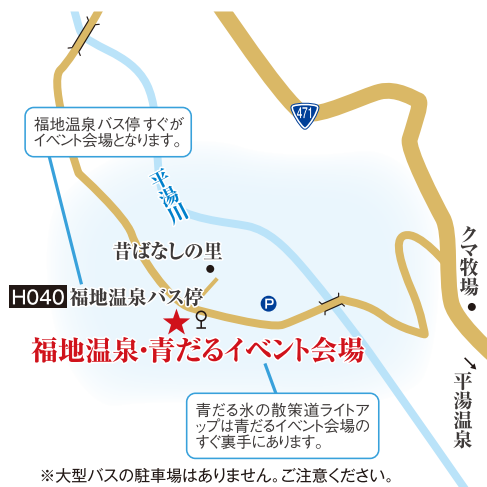 471
福地温泉バス停 すぐが
イベント会場となります。
平湯川
クマ牧場
昔ばなしの里
H040 福地温泉バス停
P
福地温泉・青だるイベント会場
→平湯温泉
青だる氷の散策道ライトア
ップは青だるイベント会場の
すぐ裏手にあります。
※大型バスの駐車場はありません。ご注意ください。